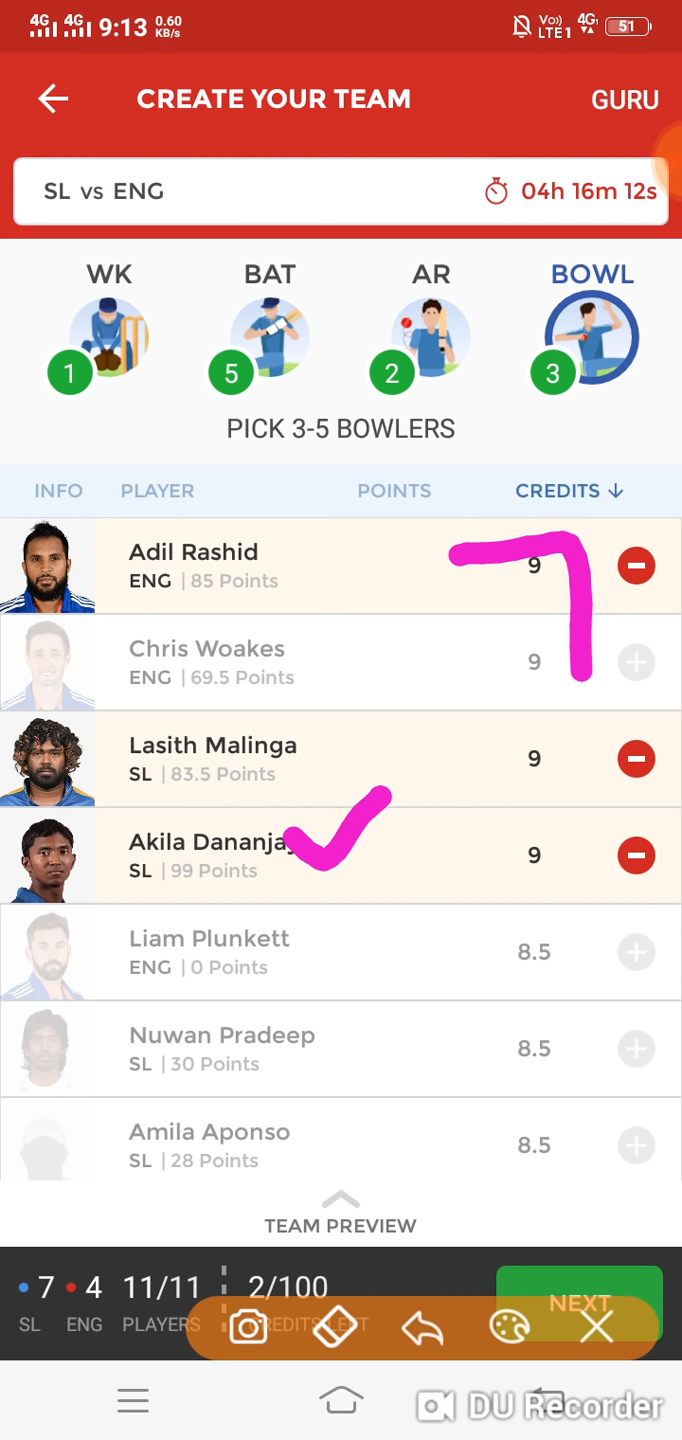 4G 4G 9:13 0.60 KB/s Vo)) LTE1 4G 51
CREATE YOUR TEAM GURU
SL vs ENG 04h 16m 12s
WK BAT AR BOWL
1 5 2 3
PICK 3-5 BOWLERS
INFO PLAYER POINTS CREDITS ↓
Adil Rashid
ENG | 85 Points 9
Chris Woakes
ENG | 69.5 Points 9
Lasith Malinga
SL | 83.5 Points 9
Akila Dananjay
SL | 99 Points 9
Liam Plunkett
ENG | 0 Points 8.5
Nuwan Pradeep
SL | 30 Points 8.5
Amila Aponso
SL | 28 Points 8.5
TEAM PREVIEW
7 4 11/11 2/100 NEXT
SL ENG PLAYERS CREDITS LEFT
DU Recorder